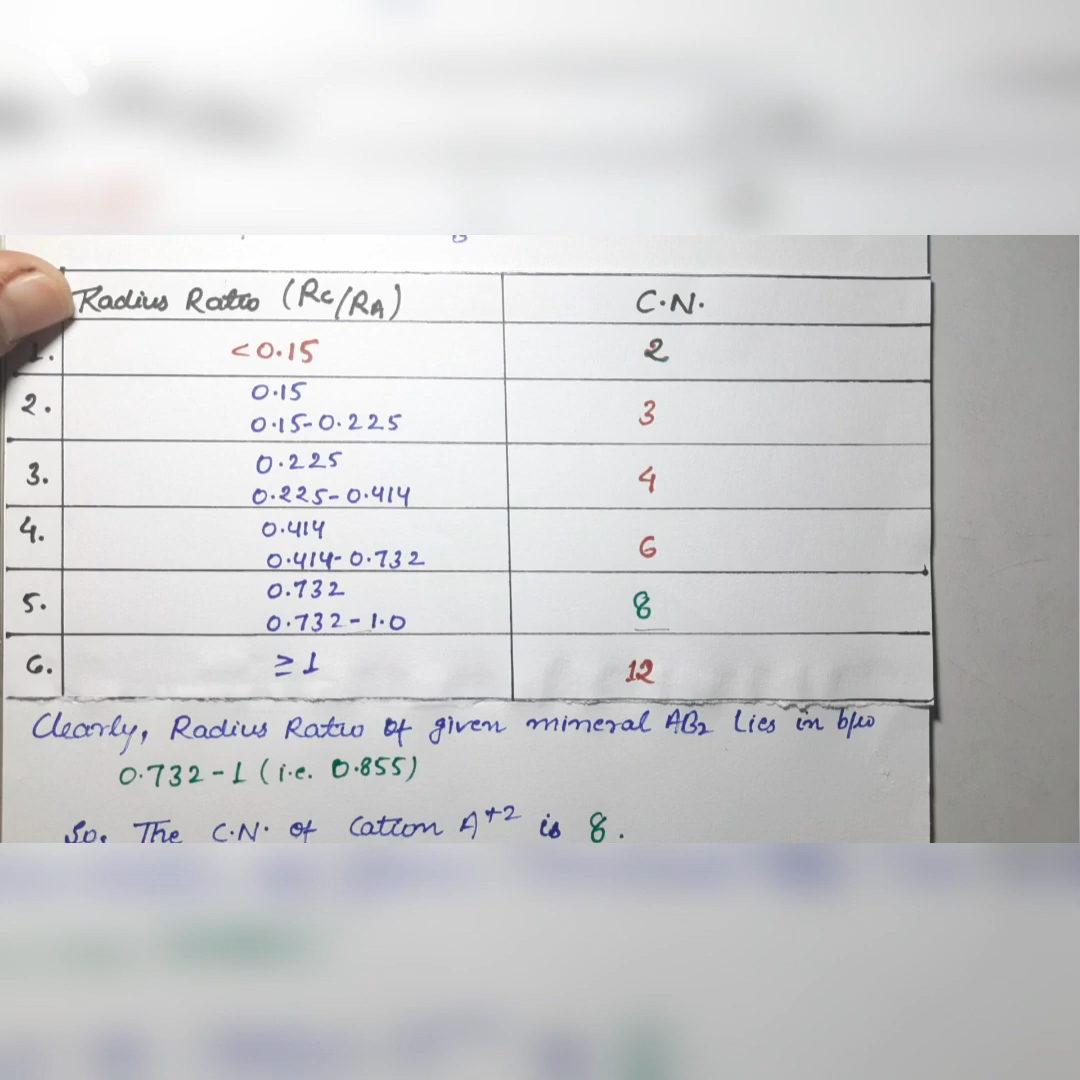 Radius Ratio (Rc/RA) C.N.
1. <0.15 2
2. 0.15
0.15-0.225 3
3. 0.225
0.225-0.414 4
4. 0.414
0.414-0.732 6
5. 0.732
0.732-1.0 8
6. ≥1 12
Clearly, Radius Ratio of given mineral AB2 Lies in b/w
0.732-1 (i.e. 0.855)
So, The C.N. of Cation A+2 is 8.